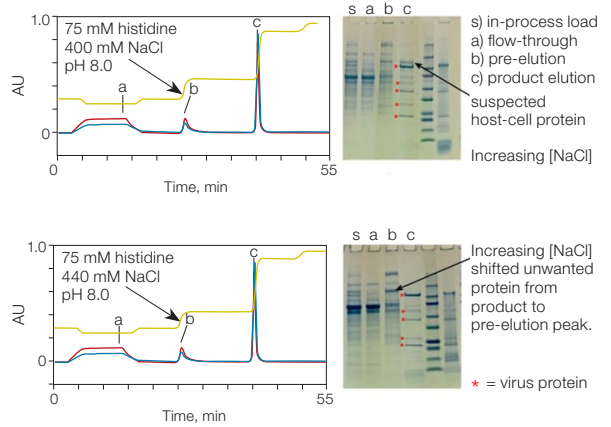 75 mM histidine
400 mM NaCl
pH 8.0
c
a
b
1.0
AU
0
0
55
Time, min
s a b c
*
*
*
*
*
s) in-process load
a) flow-through
b) pre-elution
c) product elution
suspected
host-cell protein
Increasing [NaCl]
75 mM histidine
440 mM NaCl
pH 8.0
c
a
b
1.0
AU
0
0
55
Time, min
s a b c
*
*
*
*
*
Increasing [NaCl]
shifted unwanted
protein from
product to
pre-elution peak.
* = virus protein